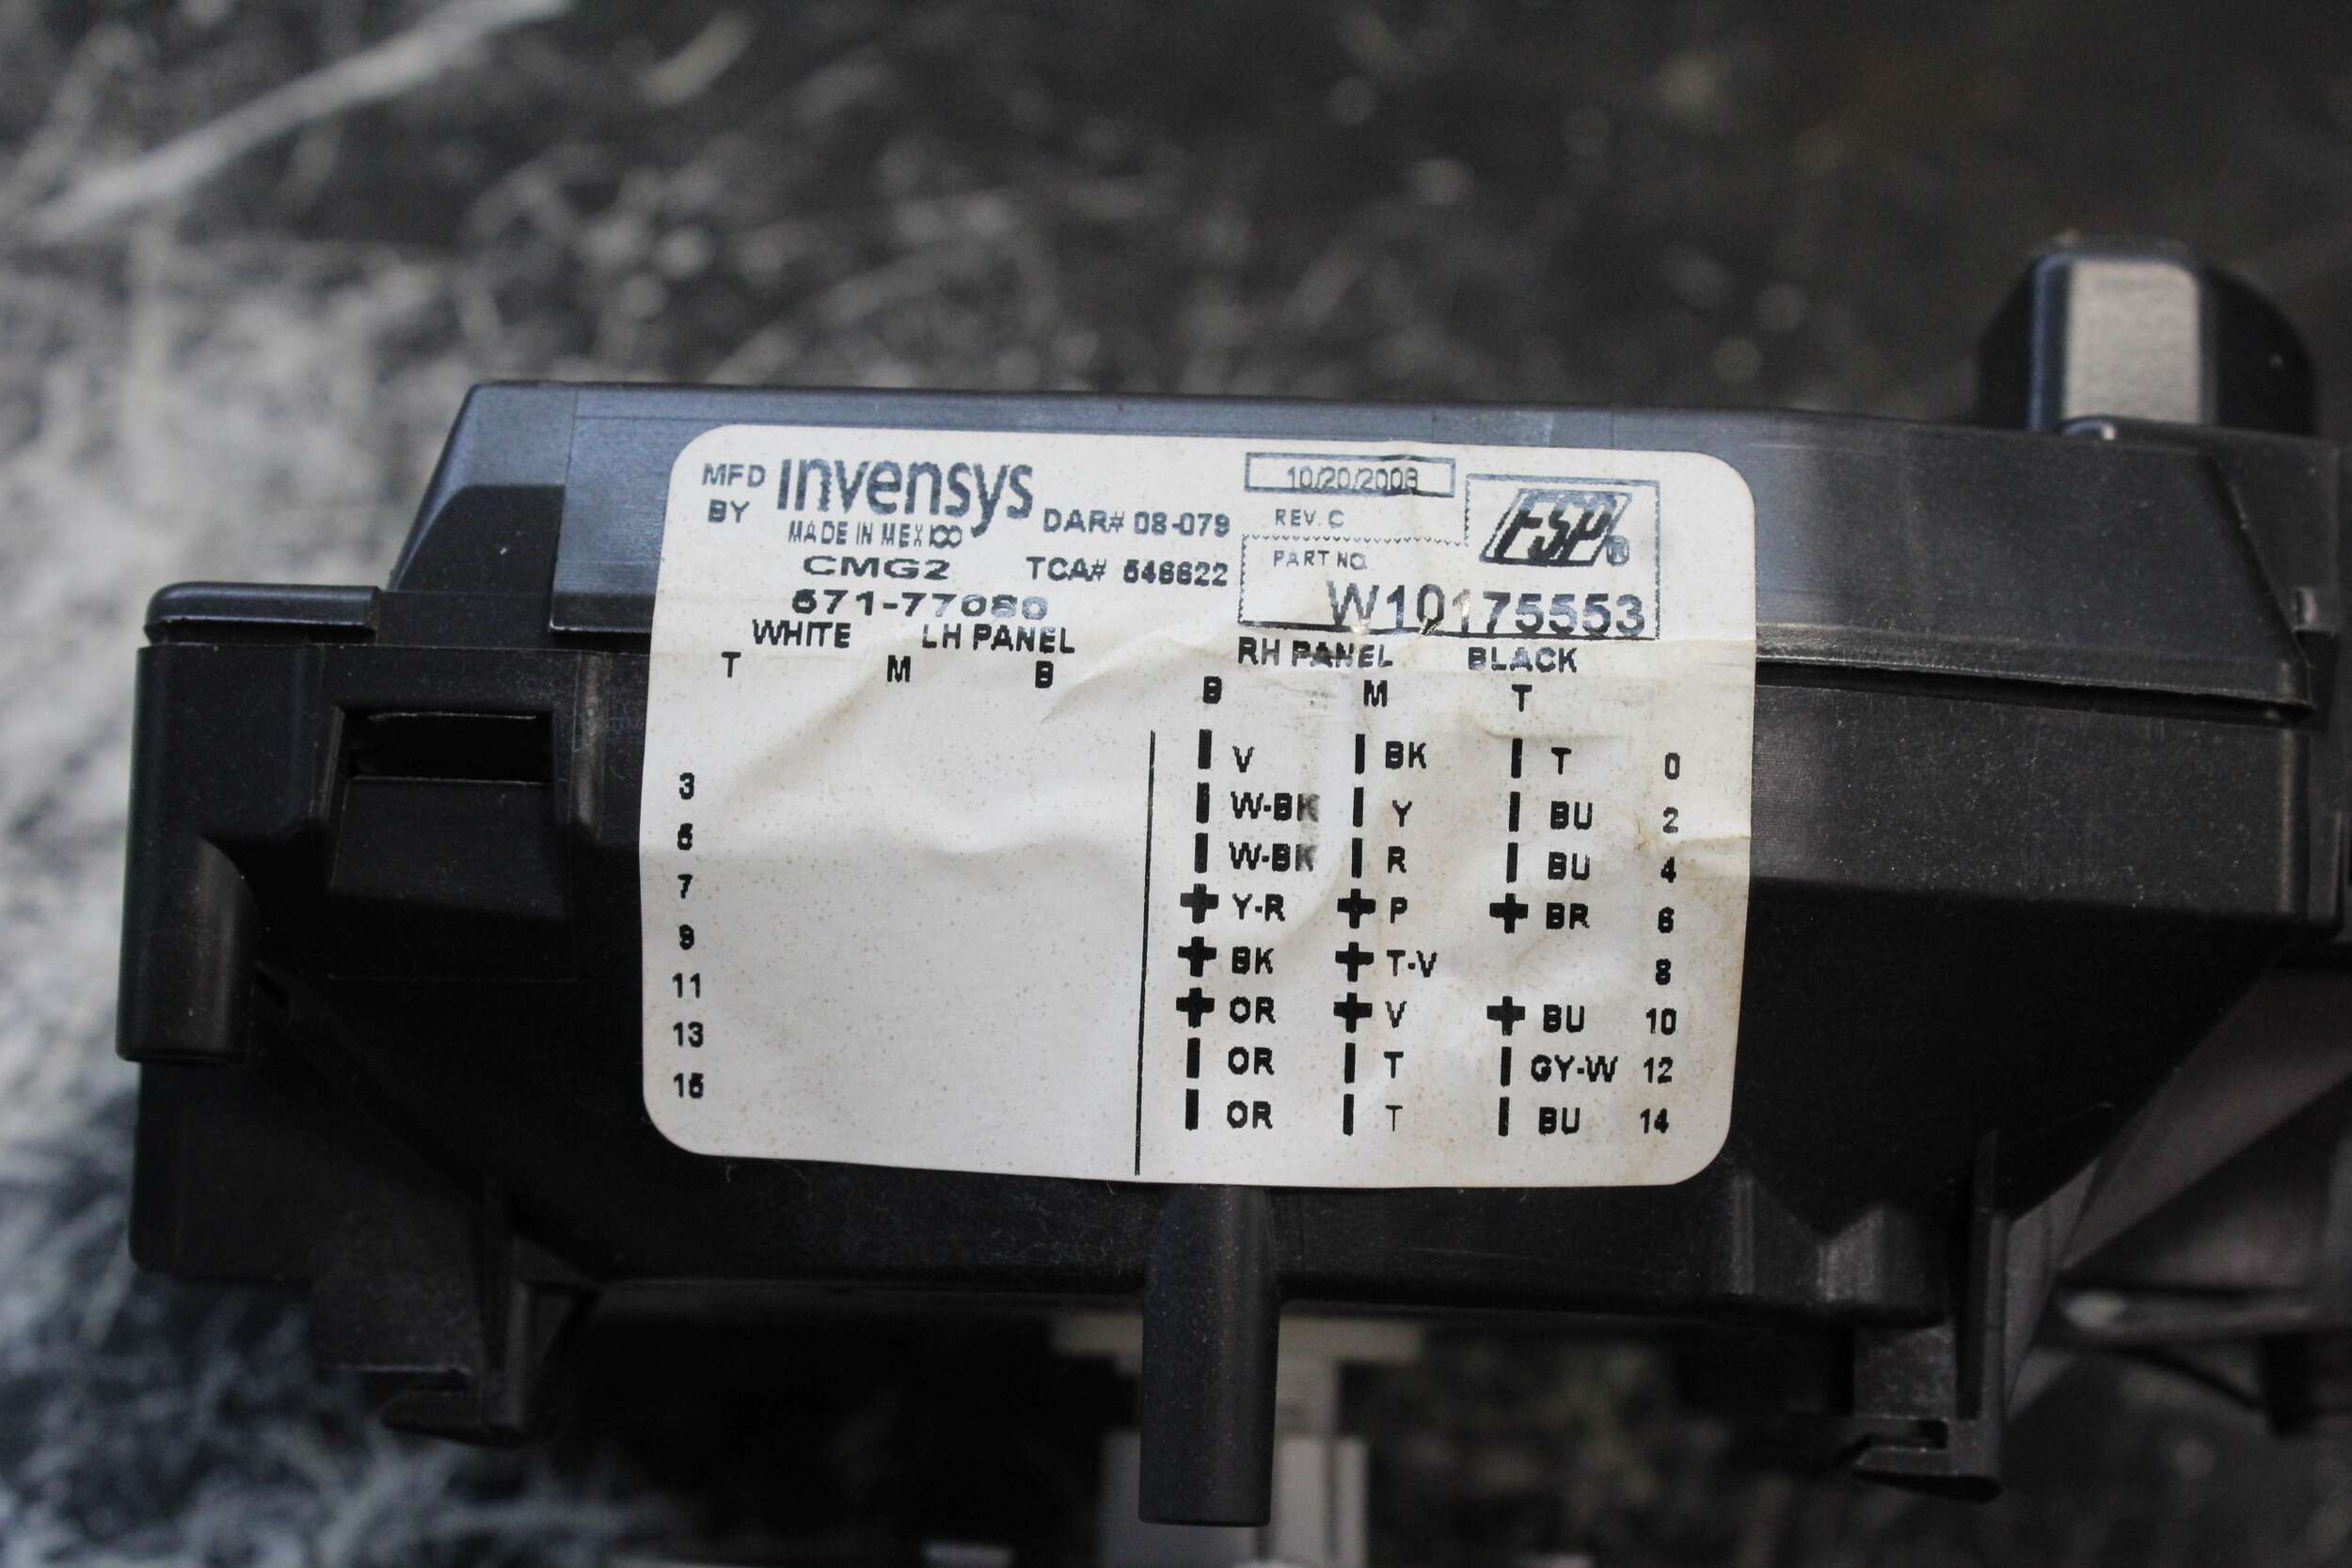 MFD BY invensys
MADE IN MEXICO
DAR# 08-079
CMG2
TCA# 546622
571-77080
10/20/2008
REV. C
FSP®
PART NO.
W10175553
WHITE LH PANEL
RH PANEL BLACK
T M B
B M T
3
5
7
9
11
13
15
V BK T 0
W-BK Y BU 2
W-BK R BU 4
+ Y-R + P + BR 6
+ BK + T-V 8
+ OR + V + BU 10
OR T GY-W 12
OR T BU 14